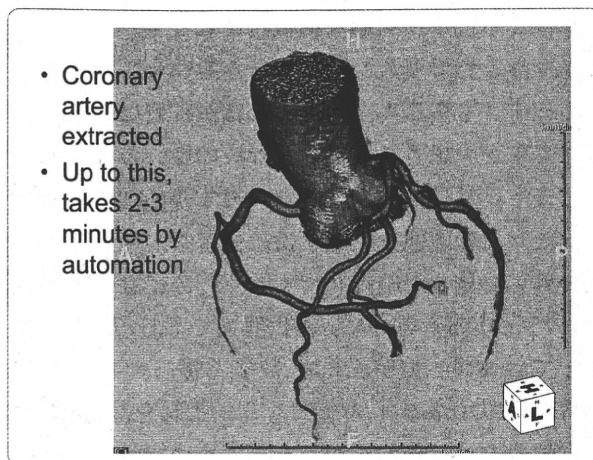 • Coronary
artery
extracted
• Up to this,
takes 2-3
minutes by
automation
H
F
H
A
L